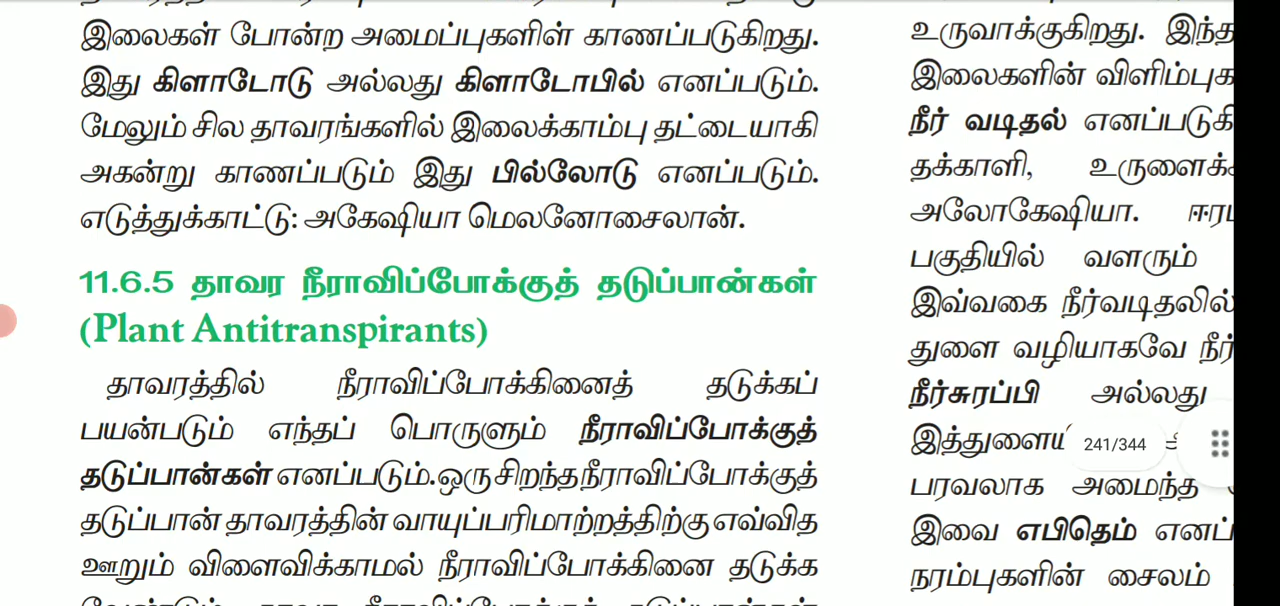 இலைகள் போன்ற அமைப்புகளிள் காணப்படுகிறது.
இது கிளாடோடு அல்லது கிளாடோபில் எனப்படும்.
மேலும் சில தாவரங்களில் இலைக்காம்பு தட்டையாகி
அகன்று காணப்படும் இது பில்லோடு எனப்படும்.
எடுத்துக்காட்டு: அகேஷியா மெலனோசைலான்.
11.6.5 தாவர நீராவிப்போக்குத் தடுப்பான்கள்
(Plant Antitranspirants)
தாவரத்தில் நீராவிப்போக்கினைத் தடுக்கப்
பயன்படும் எந்தப் பொருளும் நீராவிப்போக்குத்
தடுப்பான்கள் எனப்படும். ஒரு சிறந்த நீராவிப்போக்குத்
தடுப்பான் தாவரத்தின் வாயுப்பரிமாற்றத்திற்கு எவ்வித
ஊறும் விளைவிக்காமல் நீராவிப்போக்கினை தடுக்க
உருவாக்குகிறது. இந்த
இலைகளின்
நீர் வடிதல்
தக்காளி,
அலோகேஷியா.
பகுதியில் வளரும்
இவ்வகை நீர்வடிதலில்
துளை வழியாகவே
நீர்சுரப்பி அல்லது
241/344
பரவலாக அமைந்த
இவை எபிதெம்
நரம்புகளின் சைலம்